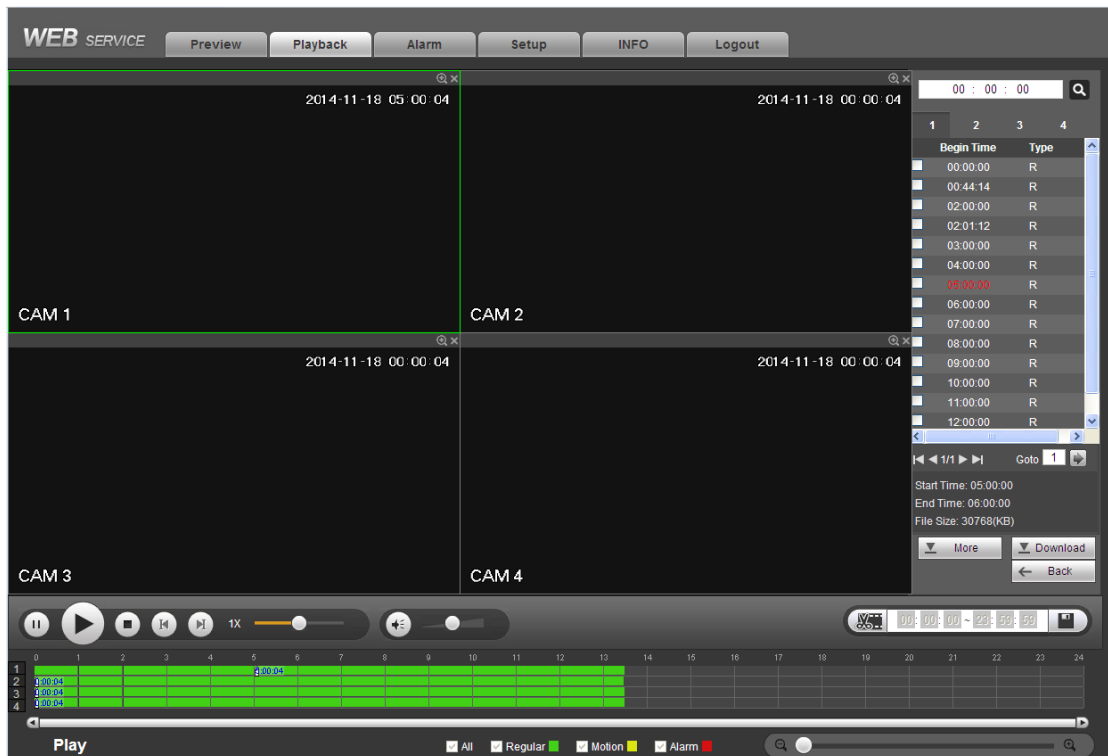 WEB SERVICE
Preview
Playback
Alarm
Setup
INFO
Logout
2014-11-18 05:00:04
CAM 1
2014-11-18 00:00:04
CAM 2
2014-11-18 00:00:04
CAM 3
2014-11-18 00:00:04
CAM 4
00 : 00 : 00
1 2 3 4
Begin Time Type
00:00:00 R
00:44:14 R
02:00:00 R
02:01:12 R
03:00:00 R
04:00:00 R
05:00:00 R
06:00:00 R
07:00:00 R
08:00:00 R
09:00:00 R
10:00:00 R
11:00:00 R
12:00:00 R
1/1 Goto 1
Start Time: 05:00:00
End Time: 06:00:00
File Size: 30768(KB)
More
Download
Back
1X
00 : 00 : 00 ~ 23 : 59 : 59
0 1 2 3 4 5 6 7 8 9 10 11 12 13 14 15 16 17 18 19 20 21 22 23 24
1
2
3
4
Play
All Regular Motion Alarm